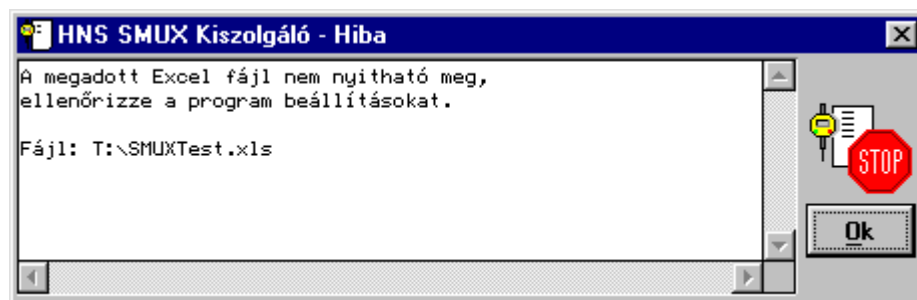 HNS SMUX Kiszolgáló - Hiba
A megadott Excel fájl nem nyitható meg,
ellenőrizze a program beállításokat.
Fájl: T:\SMUXTest.xls
STOP
Ok